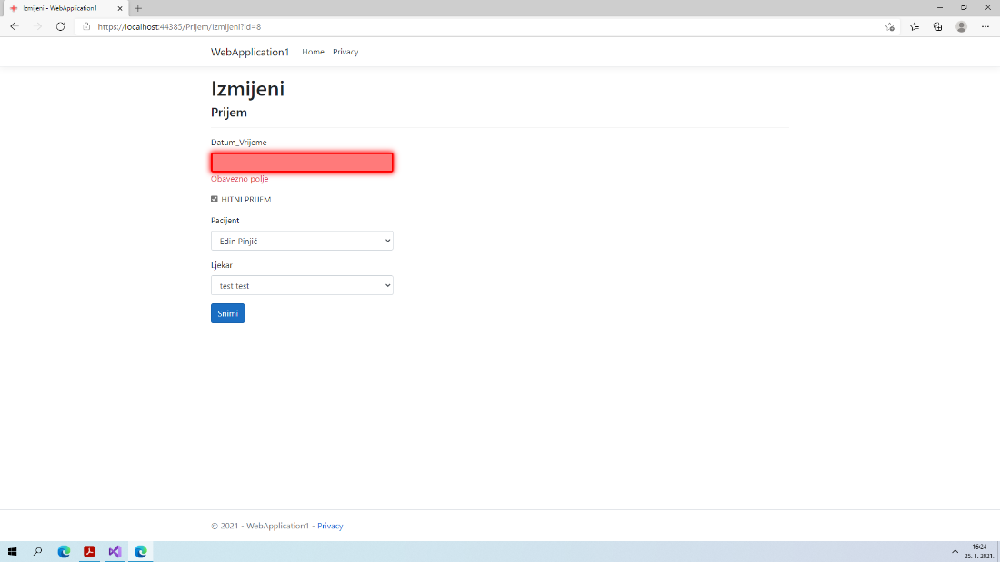 Izmijeni - WebApplication1
https://localhost:44385/Prijem/Izmijeni?id=8
WebApplication1 Home Privacy
Izmijeni
Prijem
Datum_Vrijeme
Obavezno polje
HITNI PRIJEM
Pacijent
Edin Pinjić
Ljekar
test test
Snimi
© 2021 - WebApplication1 - Privacy
16:24
25. 1. 2021.